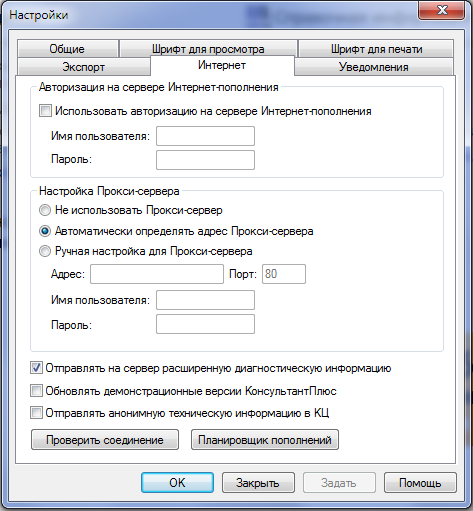 Настройки
Общие
Шрифт для просмотра
Шрифт для печати
Экспорт
Интернет
Уведомления
Авторизация на сервере Интернет-пополнения
Использовать авторизацию на сервере Интернет-пополнения
Имя пользователя:
Пароль:
Настройка Прокси-сервера
Не использовать Прокси-сервер
Автоматически определять адрес Прокси-сервера
Ручная настройка для Прокси-сервера
Адрес: Порт: 80
Имя пользователя:
Пароль:
Отправлять на сервер расширенную диагностическую информацию
Обновлять демонстрационные версии КонсультантПлюс
Отправлять анонимную техническую информацию в КЦ
Проверить соединение Планировщик пополнений
OK Закрыть Задать Помощь